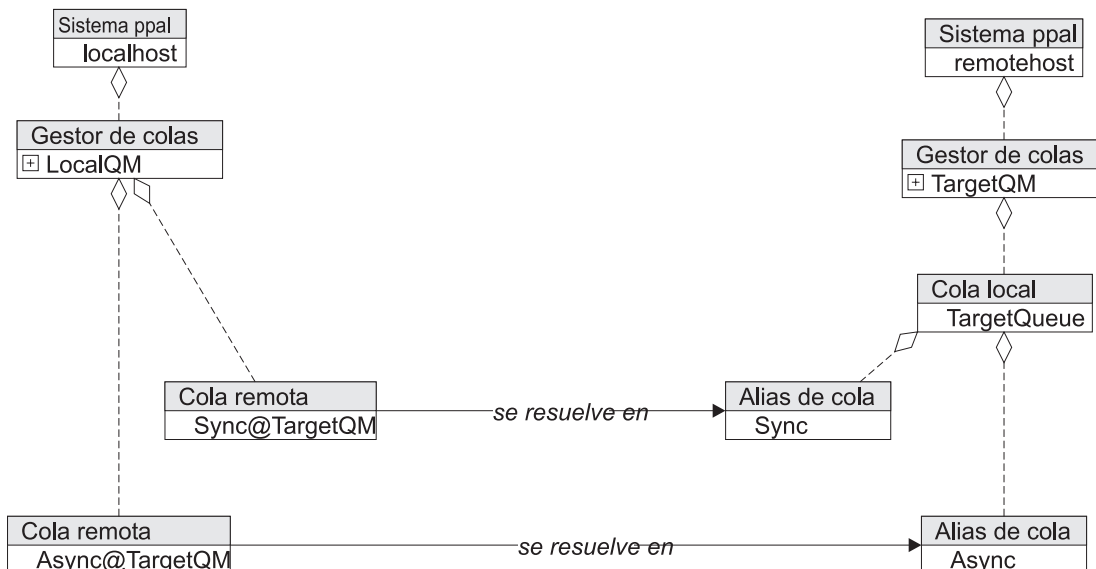 Sistema ppal
localhost
Sistema ppal
remotehost
Gestor de colas
LocalQM
Gestor de colas
TargetQM
Cola local
TargetQueue
Cola remota
Sync@TargetQM
se resuelve en
Alias de cola
Sync
Cola remota
Async@TargetQM
se resuelve en
Alias de cola
Async